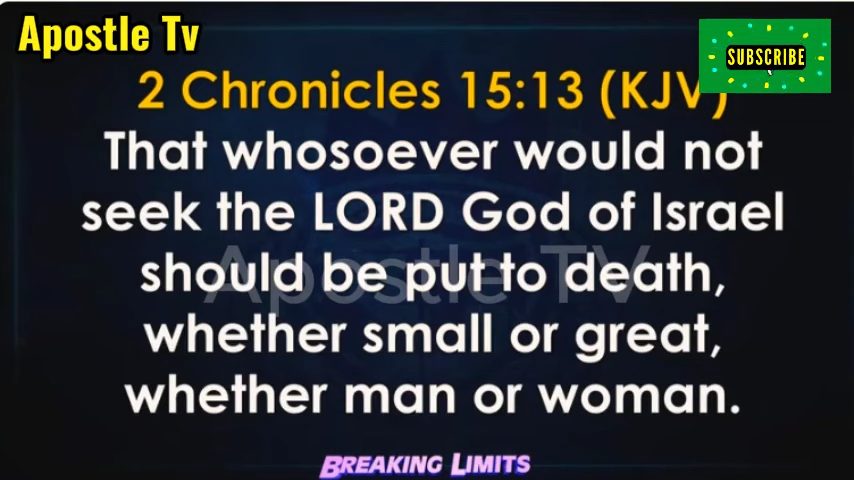 Apostle Tv
SUBSCRIBE
2 Chronicles 15:13 (KJV)
That whosoever would not
seek the LORD God of Israel
should be put to death,
Apostle TV
whether small or great,
whether man or woman.
BREAKING LIMITS